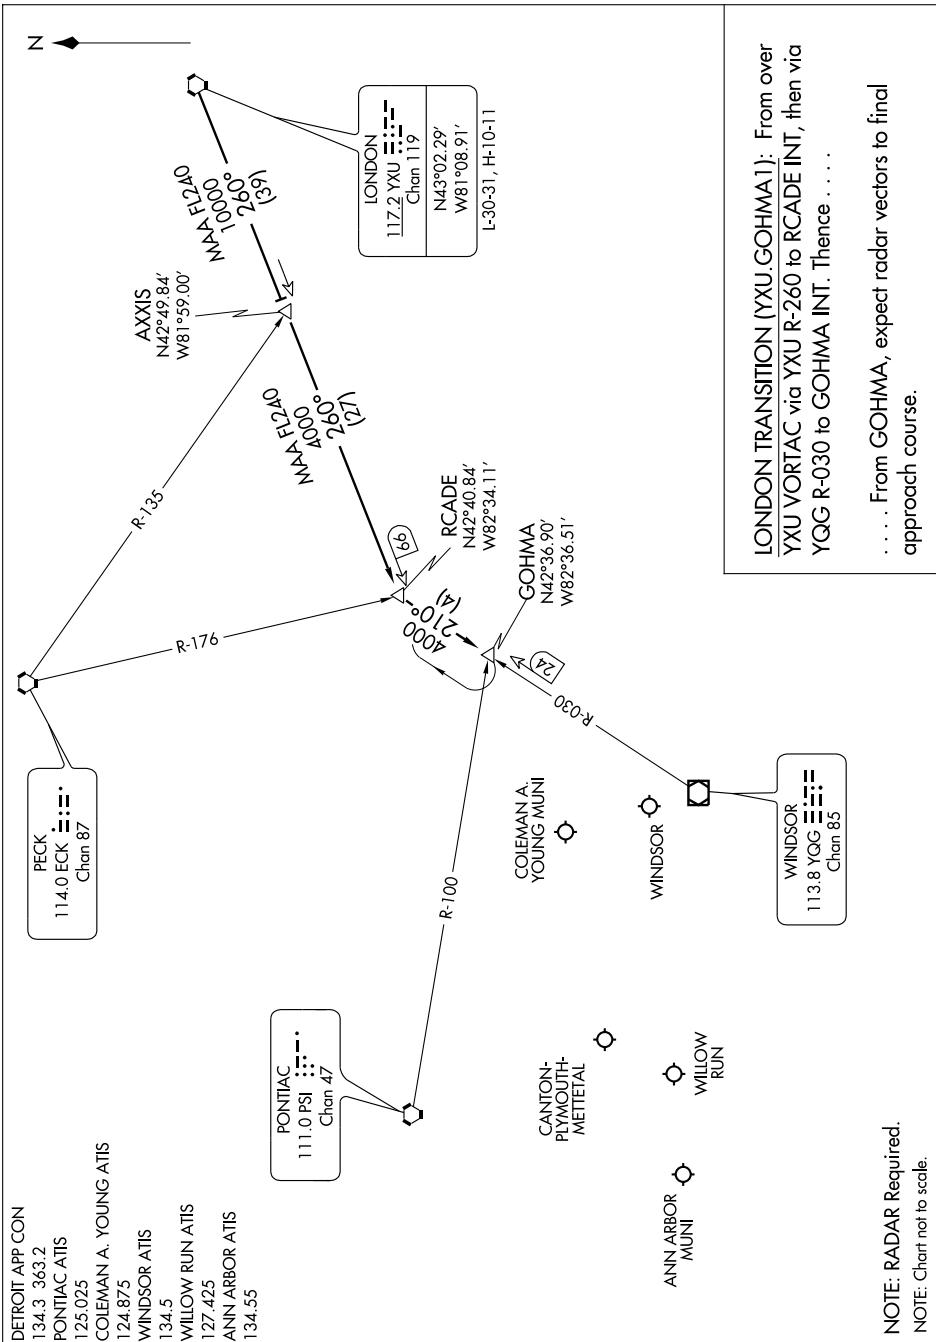 DETROIT APP CON
134.3 363.2
PONTIAC ATIS
125.025
COLEMAN A. YOUNG ATIS
124.875
WINDSOR ATIS
134.5
WILLOW RUN ATIS
127.425
ANN ARBOR ATIS
134.55
PECK
114.0 ECK
Chan 87
R-135
R-176
N
AXXIS
N42°49.84′
W81°59.00′
MAA FL240
10000
260°
(39)
LONDON
117.2 YXU
Chan 119
N43°02.29′
W81°08.91′
L-30-31, H-10-11
MAA FL240
4000
260°
(27)
66
RCADE
N42°40.84′
W82°34.11′
4000
210°
(4)
GOHMA
N42°36.90′
W82°36.51′
24
R-030
PONTIAC
111.0 PSI
Chan 47
R-100
COLEMAN A.
YOUNG MUNI
WINDSOR
WINDSOR
113.8 YQG
Chan 85
CANTON-
PLYMOUTH-
METTETAL
WILLOW
RUN
ANN ARBOR
MUNI
NOTE: RADAR Required.
NOTE: Chart not to scale.
LONDON TRANSITION (YXU.GOHMA1): From over
YXU VORTAC via YXU R-260 to RCADE INT, then via
YQG R-030 to GOHMA INT. Thence . . . .
. . . . From GOHMA, expect radar vectors to final
approach course.